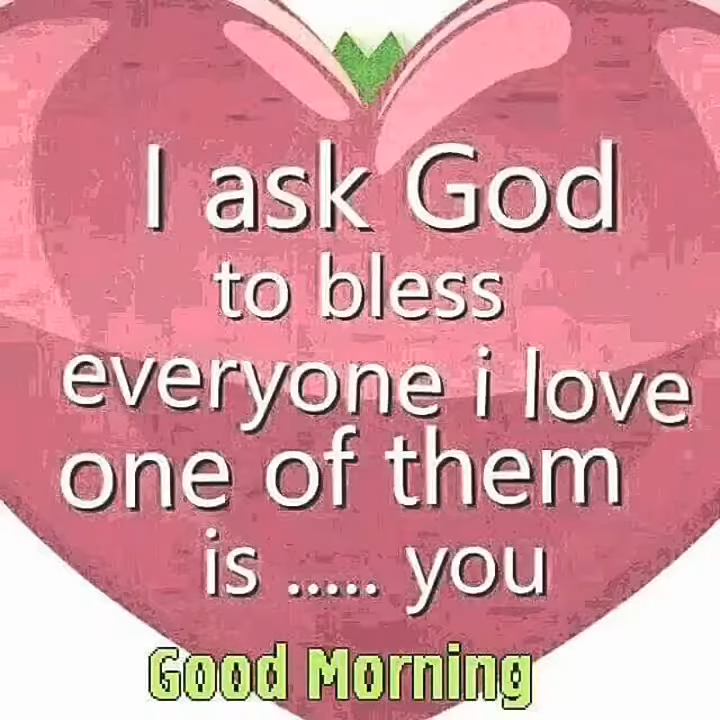 I ask God
to bless
everyone i love
one of them
is ..... you
Good Morning